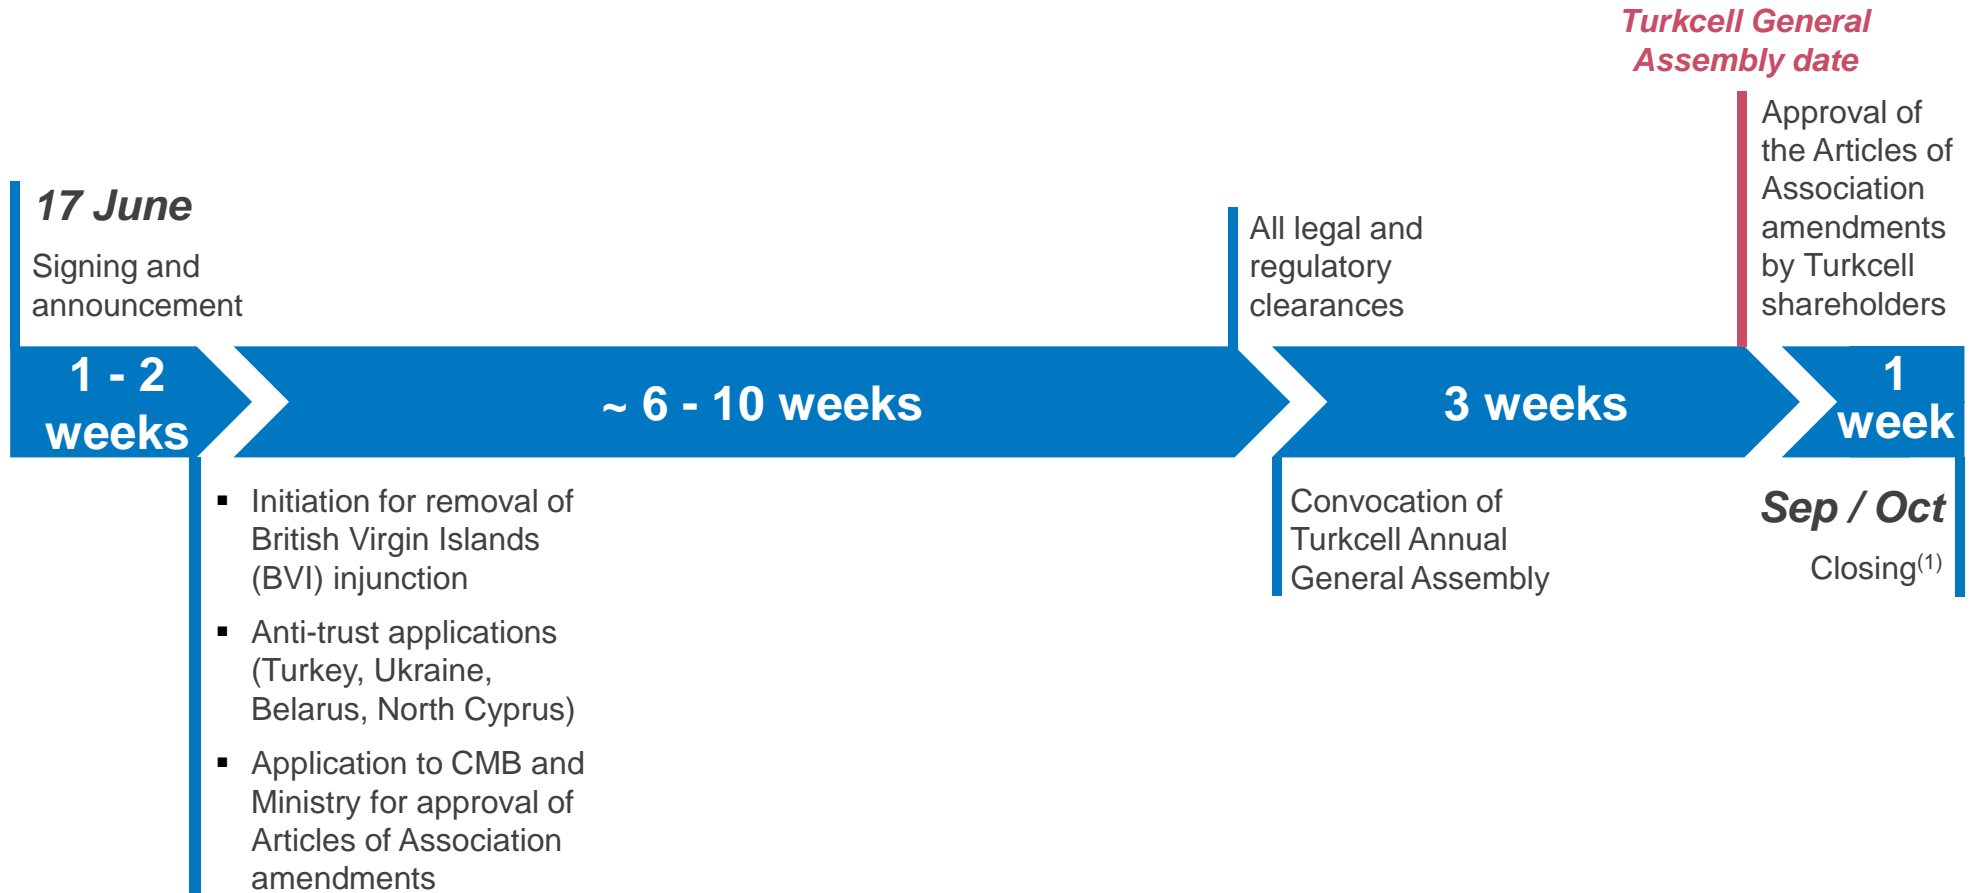 Turkcell General
Assembly date
Approval of
the Articles of
Association
amendments
by Turkcell
shareholders
17 June
Signing and
announcement
All legal and
regulatory
clearances
1 - 2
weeks
~ 6 - 10 weeks
3 weeks
1
week
▪ Initiation for removal of
British Virgin Islands
(BVI) injunction
▪ Anti-trust applications
(Turkey, Ukraine,
Belarus, North Cyprus)
▪ Application to CMB and
Ministry for approval of
Articles of Association
amendments
Convocation of
Turkcell Annual
General Assembly
Sep / Oct
Closing(1)